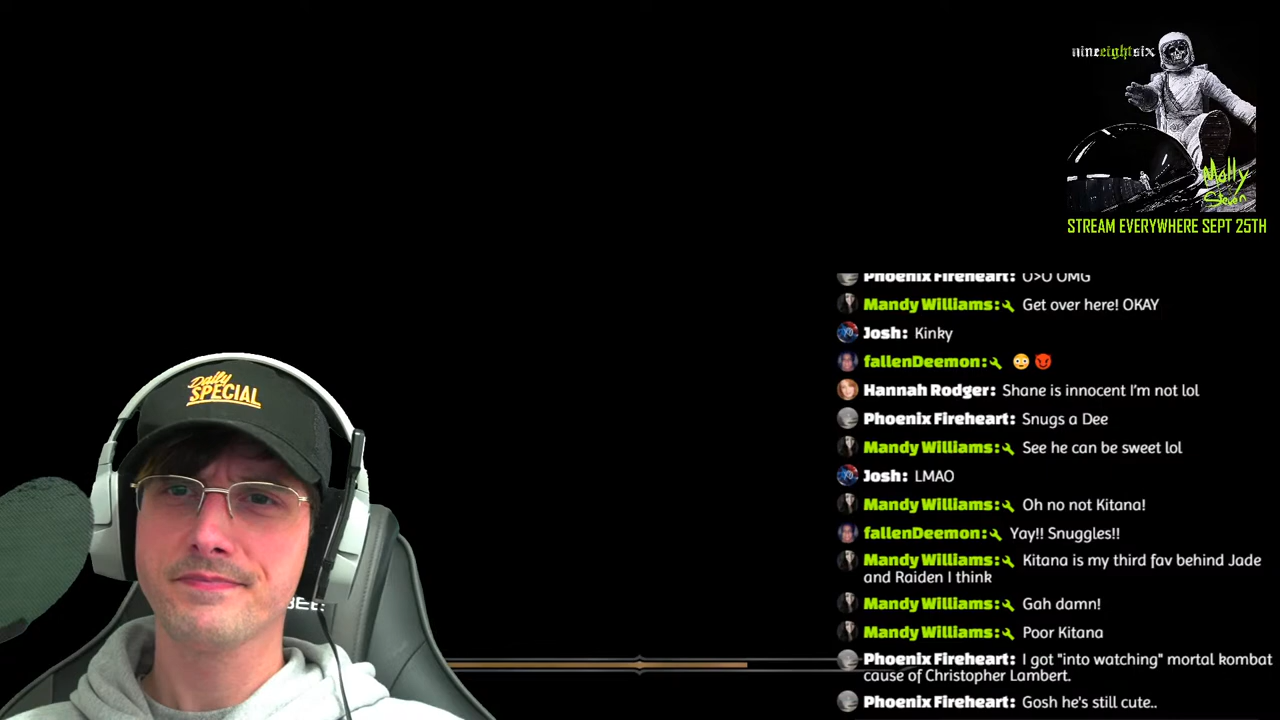 nineeightsix
Molly
Steven
STREAM EVERYWHERE SEPT 25TH
Phoenix Fireheart: O>O OMG
Mandy Williams: Get over here! OKAY
Josh: Kinky
fallenDeemon: 😳 😈
Hannah Rodger: Shane is innocent I'm not lol
Phoenix Fireheart: Snugs a Dee
Mandy Williams: See he can be sweet lol
Josh: LMAO
Mandy Williams: Oh no not Kitana!
fallenDeemon: Yay!! Snuggles!!
Mandy Williams: Kitana is my third fav behind Jade
and Raiden I think
Mandy Williams: Gah damn!
Mandy Williams: Poor Kitana
Phoenix Fireheart: I got "into watching" mortal kombat
cause of Christopher Lambert.
Phoenix Fireheart: Gosh he's still cute..
Daily
SPECIAL